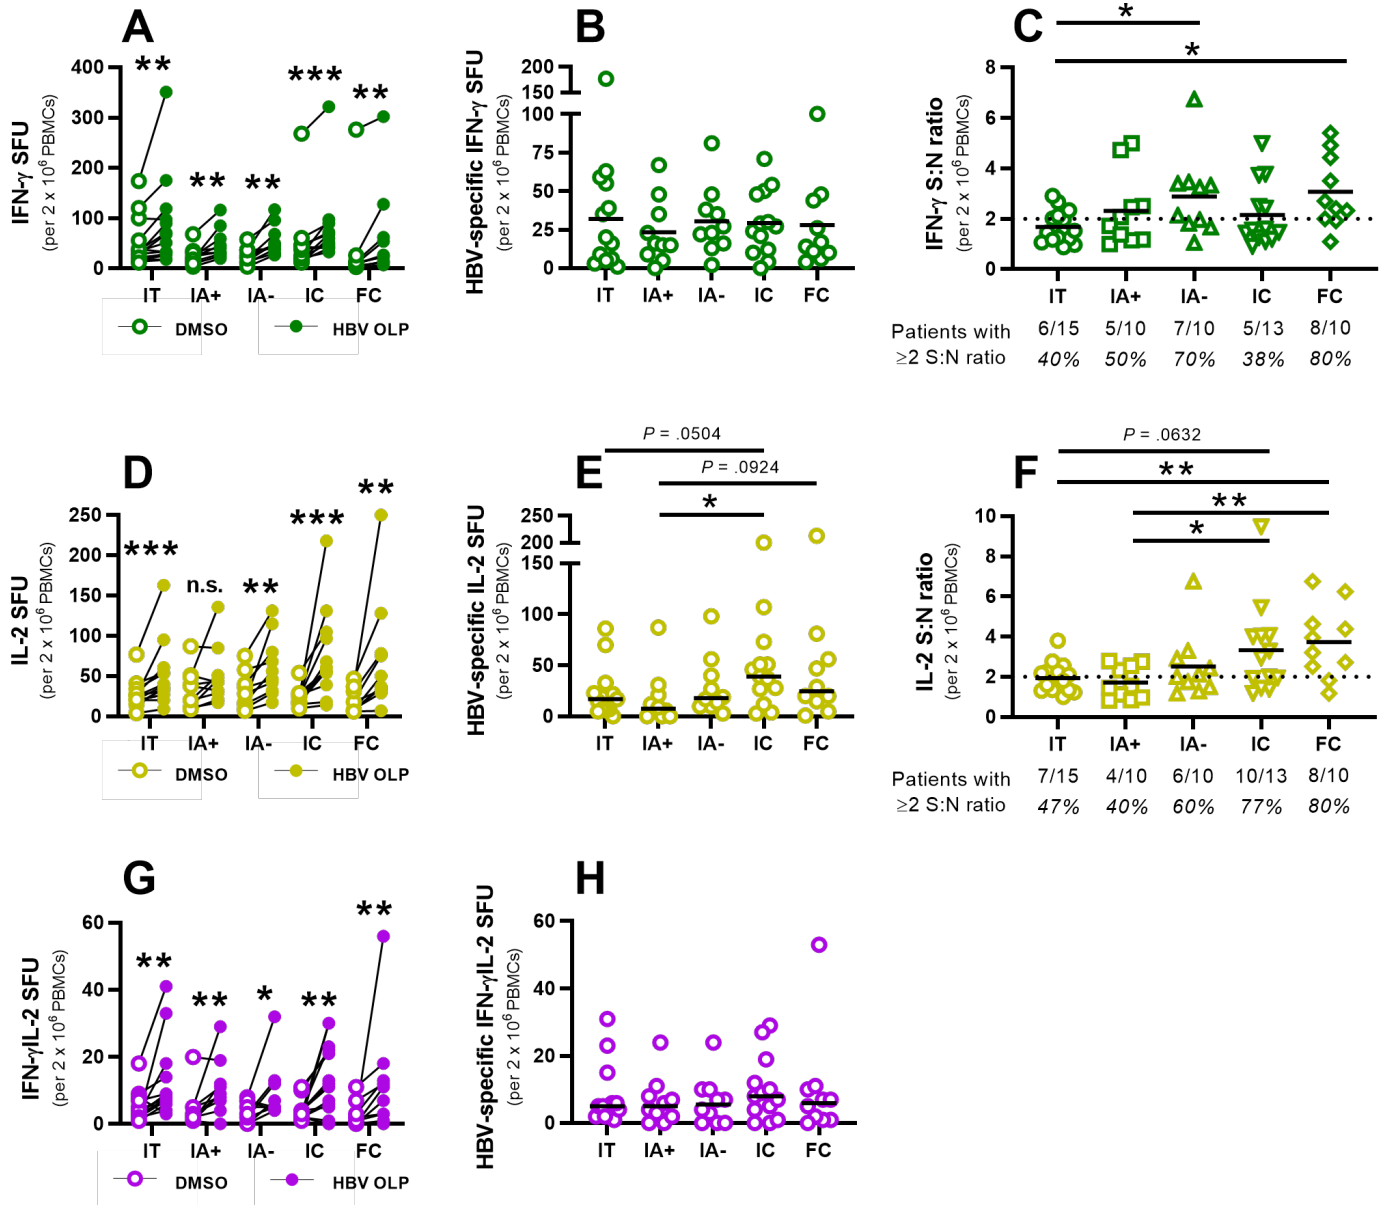 A
IFN-γ SFU
(per 2 x 10⁶ PBMCs)
400
300
200
100
0
**
**
**
***
**
IT IA+ IA- IC FC
DMSO HBV OLP
B
HBV-specific IFN-γ SFU
(per 2 x 10⁶ PBMCs)
200
150
100
75
50
25
0
IT IA+ IA- IC FC
C
*
*
IFN-γ S:N ratio
(per 2 x 10⁶ PBMCs)
8
6
4
2
0
IT IA+ IA- IC FC
Patients with
≥2 S:N ratio
6/15 5/10 7/10 5/13 8/10
40% 50% 70% 38% 80%
D
IL-2 SFU
(per 2 x 10⁶ PBMCs)
250
200
150
100
50
0
***
n.s.
**
***
**
IT IA+ IA- IC FC
DMSO HBV OLP
E
P = .0504
P = .0924
*
HBV-specific IL-2 SFU
(per 2 x 10⁶ PBMCs)
250
200
150
100
50
0
IT IA+ IA- IC FC
F
P = .0632
**
**
*
IL-2 S:N ratio
(per 2 x 10⁶ PBMCs)
10
8
6
4
2
0
IT IA+ IA- IC FC
Patients with
≥2 S:N ratio
7/15 4/10 6/10 10/13 8/10
47% 40% 60% 77% 80%
G
IFN-γIL-2 SFU
(per 2 x 10⁶ PBMCs)
60
40
20
0
**
**
*
**
**
IT IA+ IA- IC FC
DMSO HBV OLP
H
HBV-specific IFN-γIL-2 SFU
(per 2 x 10⁶ PBMCs)
60
40
20
0
IT IA+ IA- IC FC